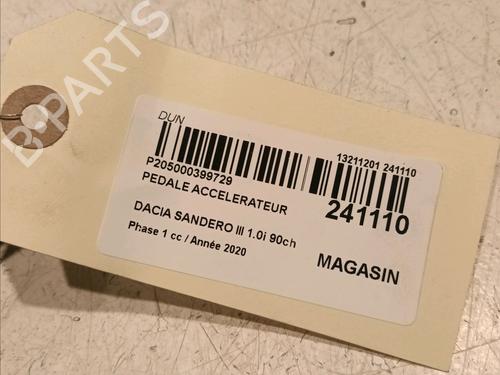 B-PARTS
DUN
P205000399729
PEDALE ACCELERATEUR
13211201 241110
241110
DACIA SANDERO III 1.0i 90ch
Phase 1 cc / Année 2020
MAGASIN